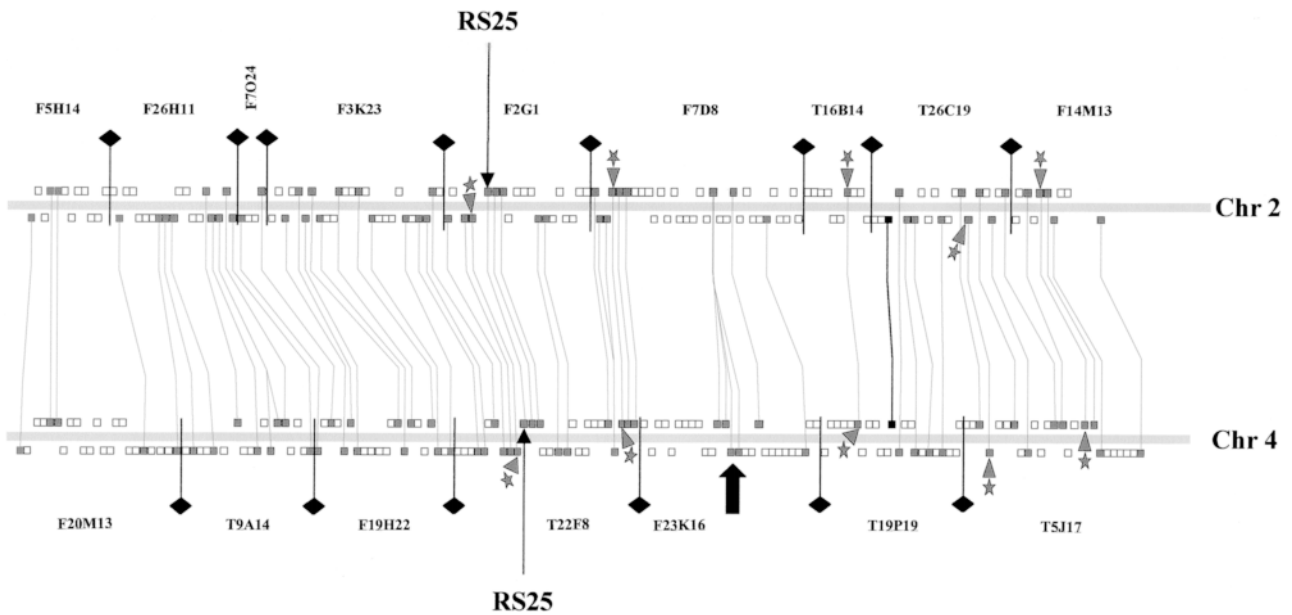 RS25
F5H14
F26H11
F7O24
F3K23
F2G1
F7D8
T16B14
T26C19
F14M13
Chr 2
Chr 4
F20M13
T9A14
F19H22
T22F8
F23K16
T19P19
T5J17
RS25